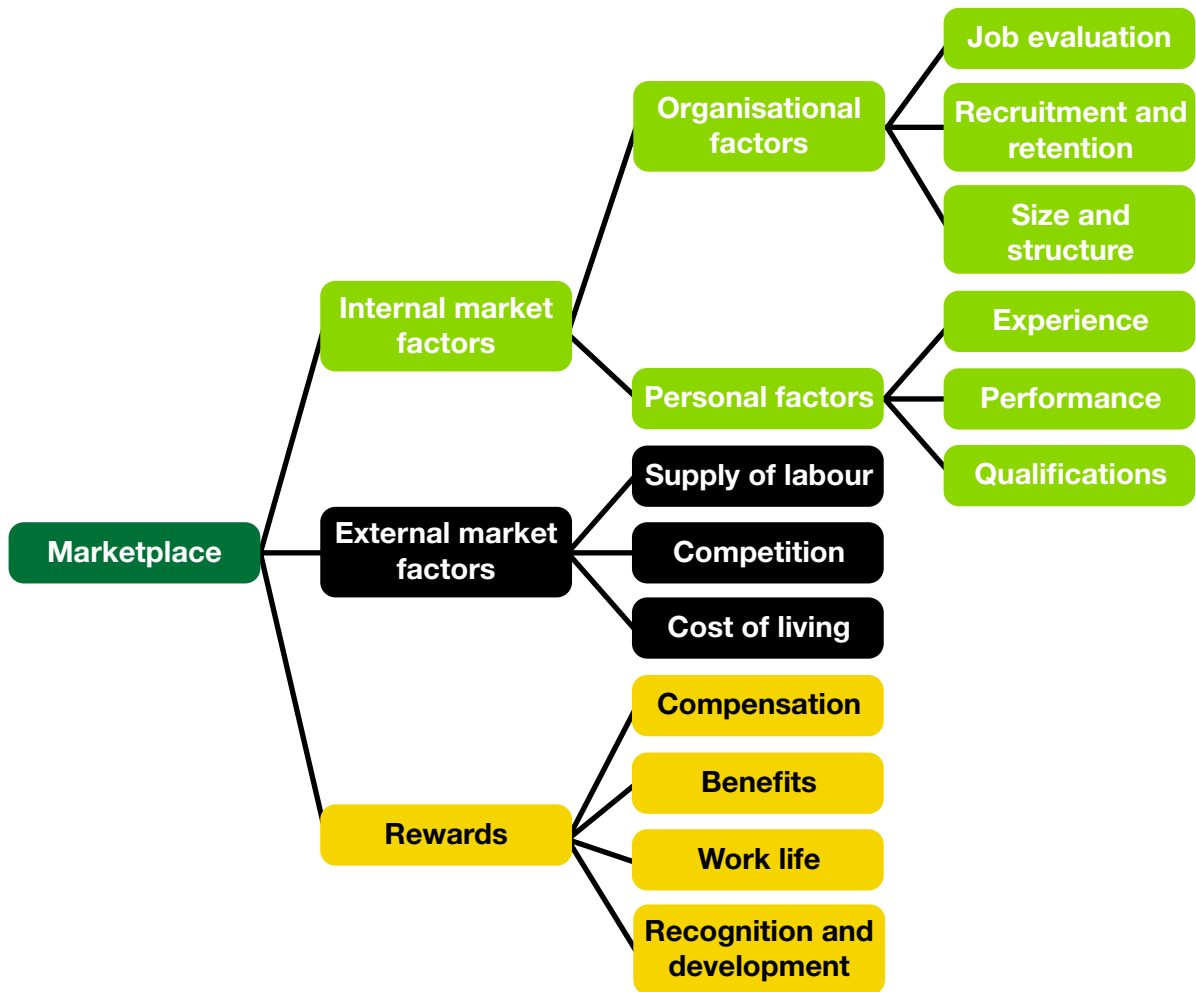 Marketplace
Internal market
factors
Organisational
factors
Job evaluation
Recruitment and
retention
Size and
structure
Personal factors
Experience
Performance
Qualifications
External market
factors
Supply of labour
Competition
Cost of living
Rewards
Compensation
Benefits
Work life
Recognition and
development